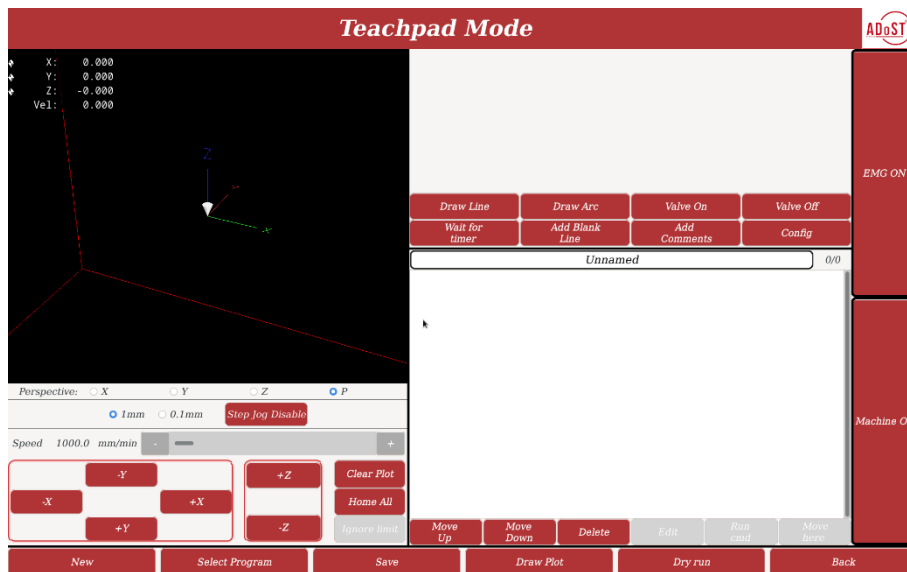 Teachpad Mode
ADoST
X: 0.000
Y: 0.000
Z: -0.000
Vel: 0.000
Z
EMG ON
Draw Line
Draw Arc
Valve On
Valve Off
Wait for
timer
Add Blank
Line
Add
Comments
Config
Unnamed
0/0
Perspective:
X
Y
Z
P
1mm
0.1mm
Step Jog Disable
Machine O
Speed 1000.0 mm/min - +
-Y
-X
+X
+Y
+Z
-Z
Clear Plot
Home All
Ignore limit
Move
Up
Move
Down
Delete
Edit
Run
cmd
Move
here
New
Select Program
Save
Draw Plot
Dry run
Back